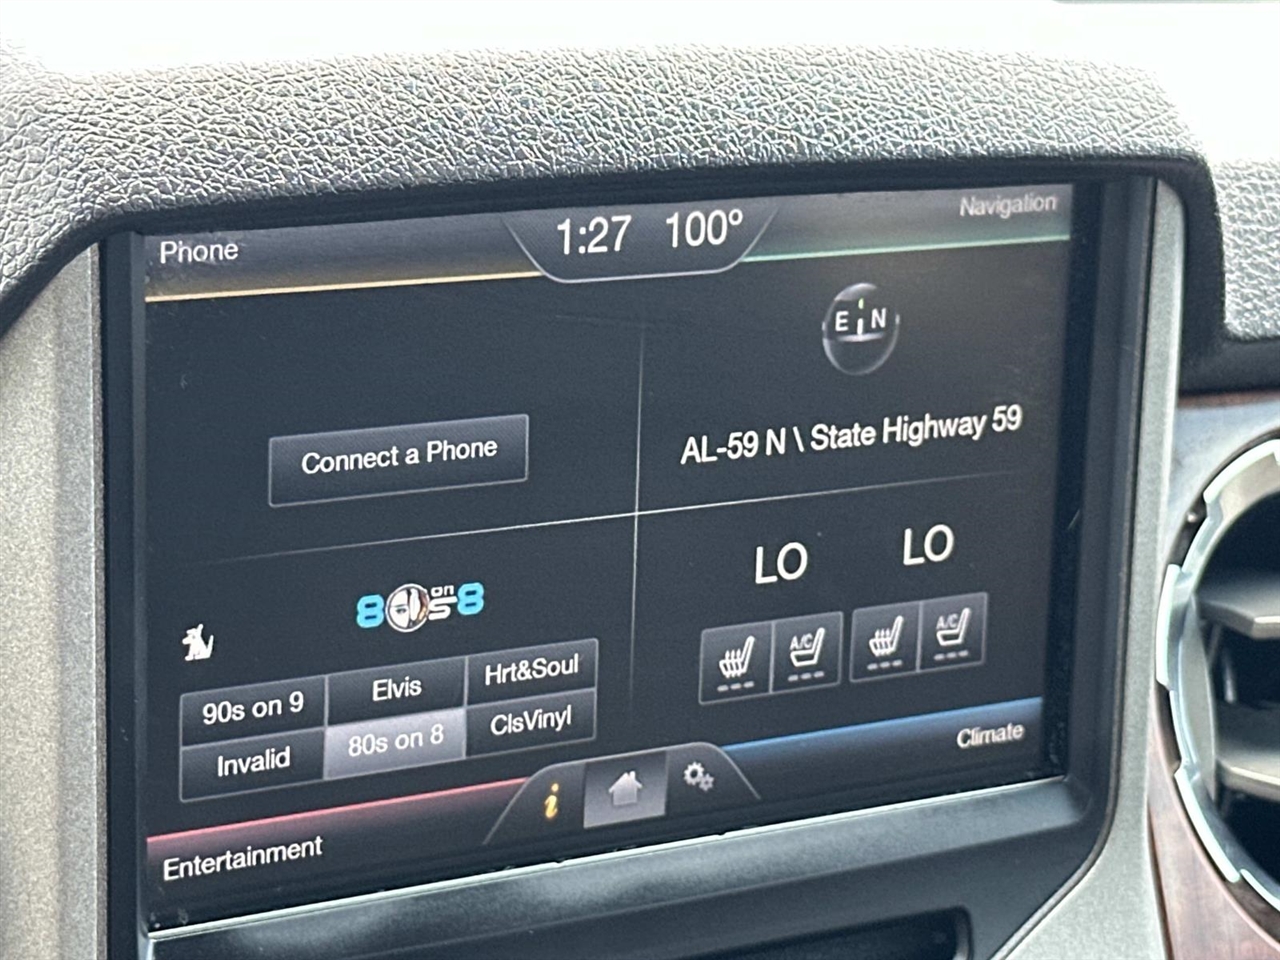 Phone
1:27 100°
Navigation
E N
Connect a Phone
AL-59 N \ State Highway 59
80s on 8
LO LO
90s on 9 Elvis Hrt&Soul
Invalid 80s on 8 ClsVinyl
A/C A/C
Climate
i
Entertainment